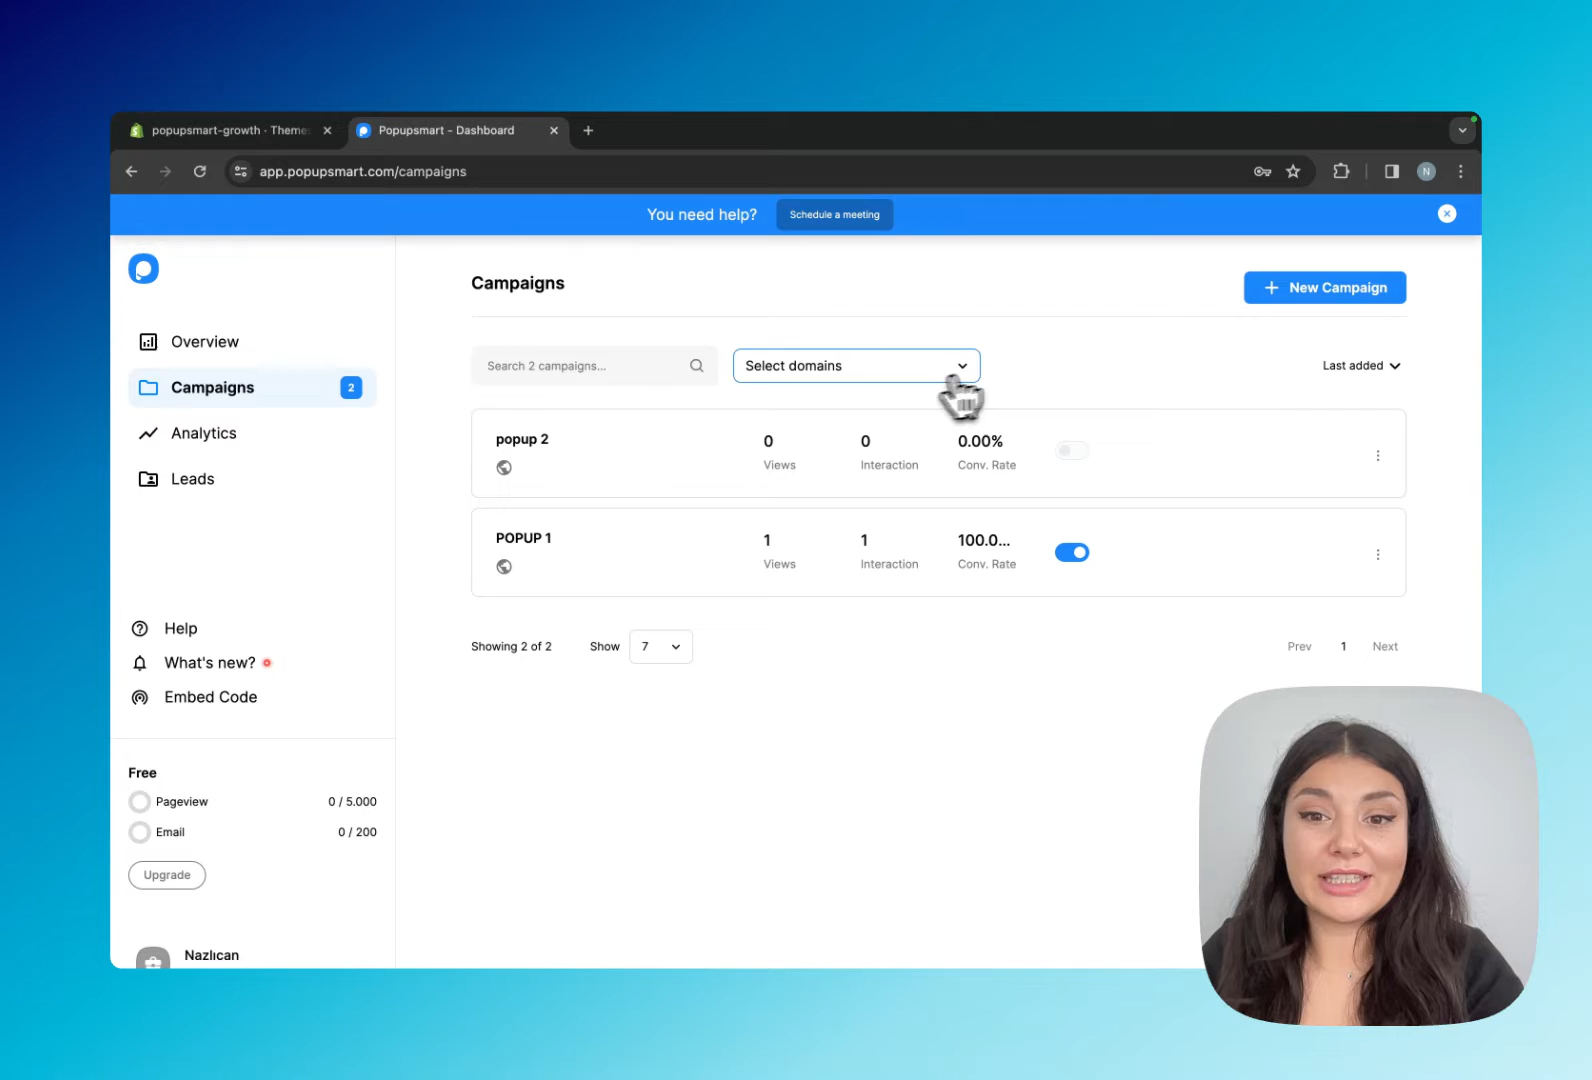 popupsmart-growth · Themes
Popupsmart - Dashboard
app.popupsmart.com/campaigns
N
You need help?
Schedule a meeting
Campaigns
New Campaign
Overview
Search 2 campaigns...
Select domains
Last added
Campaigns
2
popup 2
0
0
0.00%
Analytics
Views
Interaction
Conv. Rate
Leads
POPUP 1
1
1
100.0...
Views
Interaction
Conv. Rate
Help
Showing 2 of 2
Show
7
Prev
1
Next
What's new?
Embed Code
Free
Pageview
0 / 5.000
Email
0 / 200
Upgrade
Nazlıcan